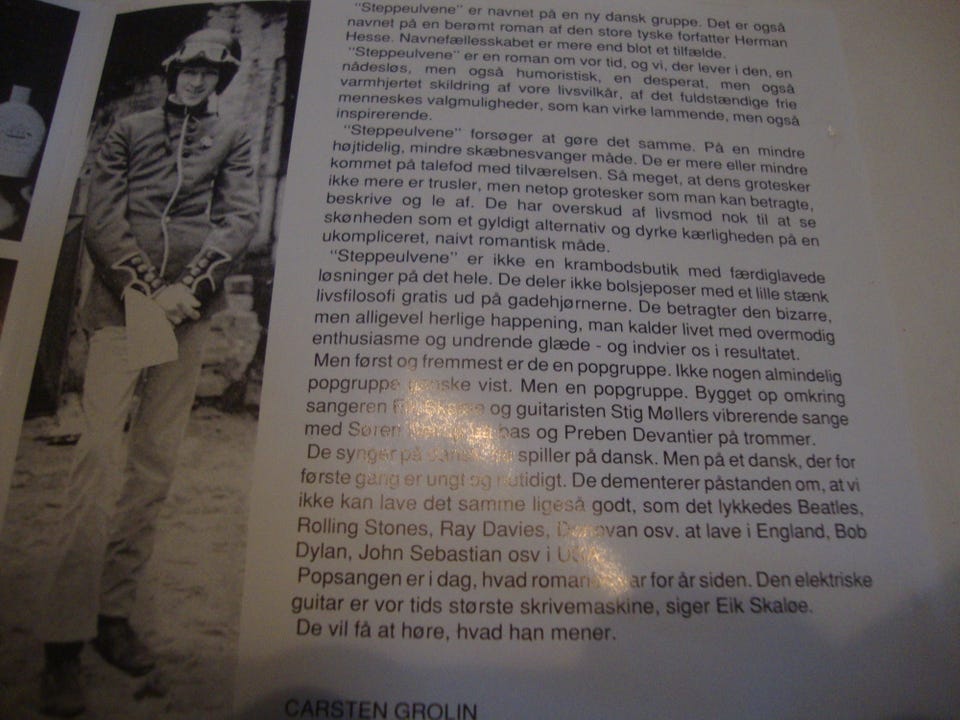 "Steppeulvene" er navnet på en ny dansk gruppe. Det er også
navnet på en berømt roman af den store tyske forfatter Herman
Hesse. Navnefællesskabet er mere end blot et tilfælde.
"Steppeulvene" er en roman om vor tid, og vi, der lever i den, en
nådesløs, men også humoristisk, en desperat, men også
varmhjertet skildring af vore livsvilkår, af det fuldstændige frie
menneskes valgmuligheder, som kan virke lammende, men også
inspirerende.
"Steppeulvene" forsøger at gøre det samme. På en mindre
højtidelig, mindre skæbnesvanger måde. De er mere eller mindre
kommet på talefod med tilværelsen. Så meget, at dens grotesker
ikke mere er trusler, men netop grotesker som man kan betragte,
beskrive og le af. De har overskud af livsmod nok til at se
skønheden som et gyldigt alternativ og dyrke kærligheden på en
ukompliceret, naivt romantisk måde.
"Steppeulvene" er ikke en krambodsbutik med færdiglavede
løsninger på det hele. De deler ikke bolsjeposer med et lille stænk
livsfilosofi gratis ud på gadehjørnerne. De betragter den bizarre,
men alligevel herlige happening, man kalder livet med overmodig
enthusiasme og undrende glæde - og indvier os i resultatet.
Men først og fremmest er de en popgruppe. Ikke nogen almindelig
popgruppe ganske vist. Men en popgruppe. Bygget op omkring
sangeren Eik Skaløe og guitaristen Stig Møllers vibrerende sange
med Søren bas og Preben Devantier på trommer.
De synger på dansk spiller på dansk. Men på et dansk, der for
første gang er ungt og nutidigt. De dementerer påstanden om, at vi
ikke kan lave det samme ligeså godt, som det lykkedes Beatles,
Rolling Stones, Ray Davies, Donovan osv. at lave i England, Bob
Dylan, John Sebastian osv i USA.
Popsangen er i dag, hvad romanen var for år siden. Den elektriske
guitar er vor tids største skrivemaskine, siger Eik Skaløe.
De vil få at høre, hvad han mener.
CARSTEN GROLIN